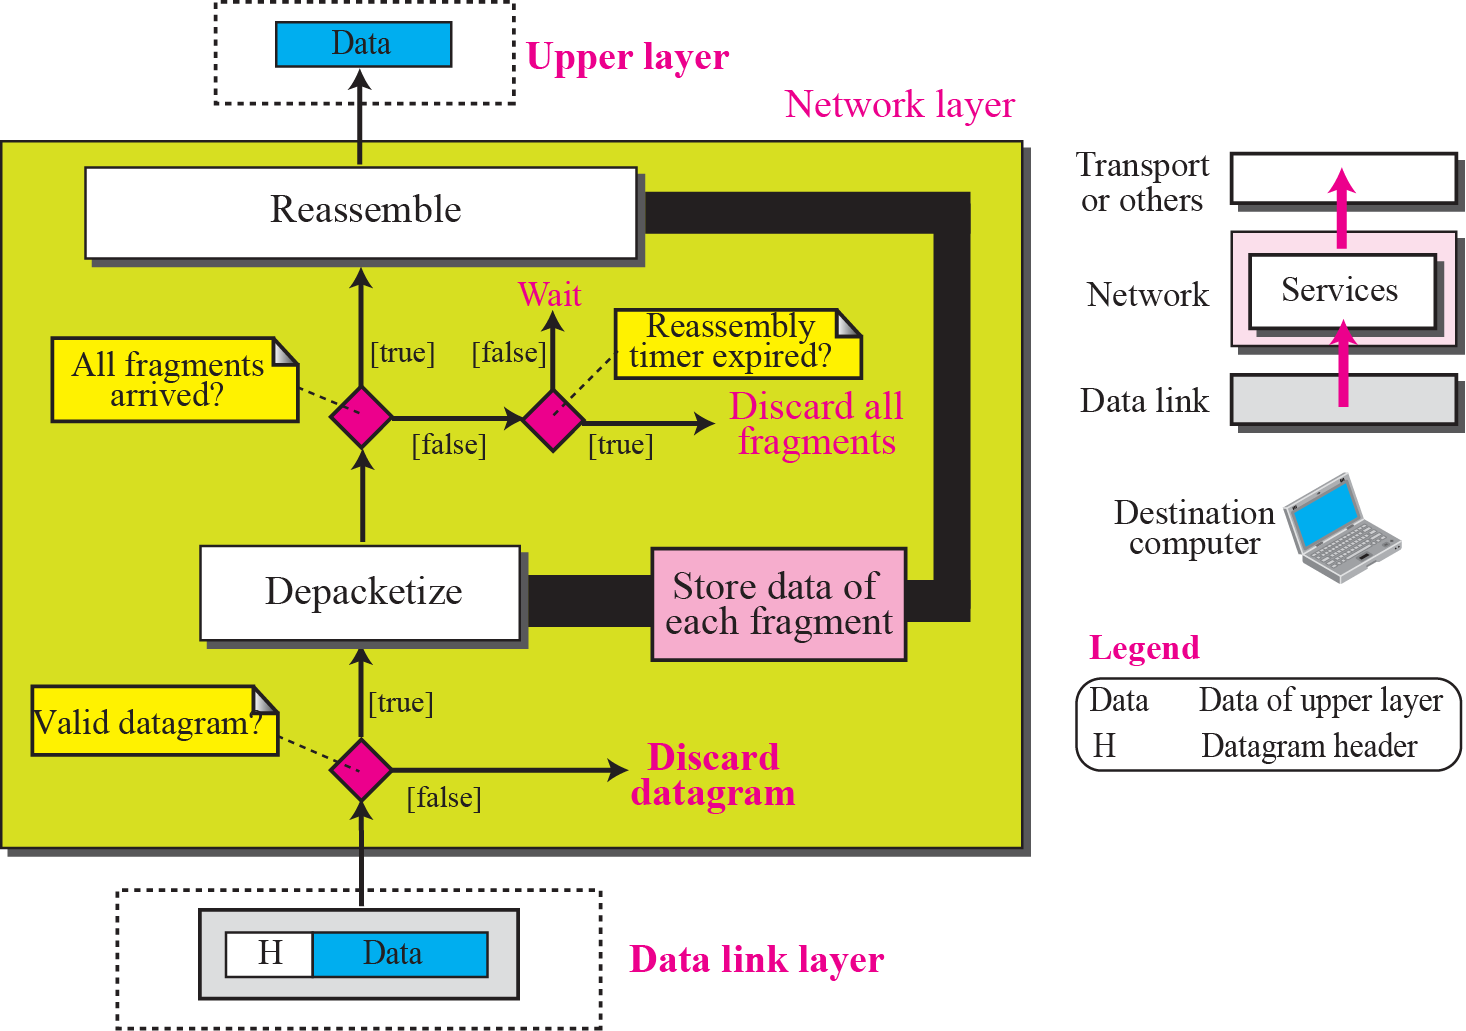 Data
Upper layer
Network layer
Reassemble
Wait
Reassembly
timer expired?
[true]
[false]
All fragments
arrived?
Discard all
fragments
[false]
[true]
Depacketize
Store data of
each fragment
[true]
Valid datagram?
Discard
datagram
[false]
H
Data
Data link layer
Transport
or others
Network
Services
Data link
Destination
computer
Legend
Data Data of upper layer
H Datagram header